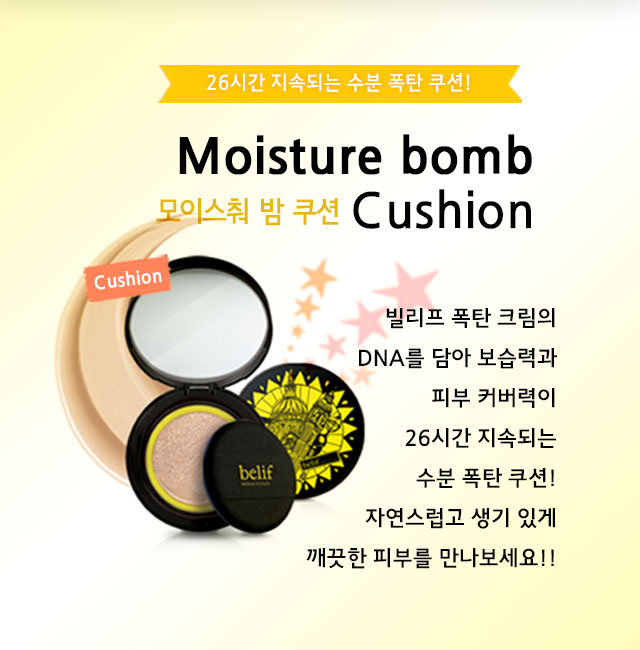 26시간 지속되는 수분 폭탄 쿠션!
Moisture bomb
모이스춰 밤 쿠션 Cushion
Cushion
빌리프 폭탄 크림의
DNA를 담아 보습력과
피부 커버력이
26시간 지속되는
수분 폭탄 쿠션!
자연스럽고 생기 있게
깨끗한 피부를 만나보세요!!
belif
belif